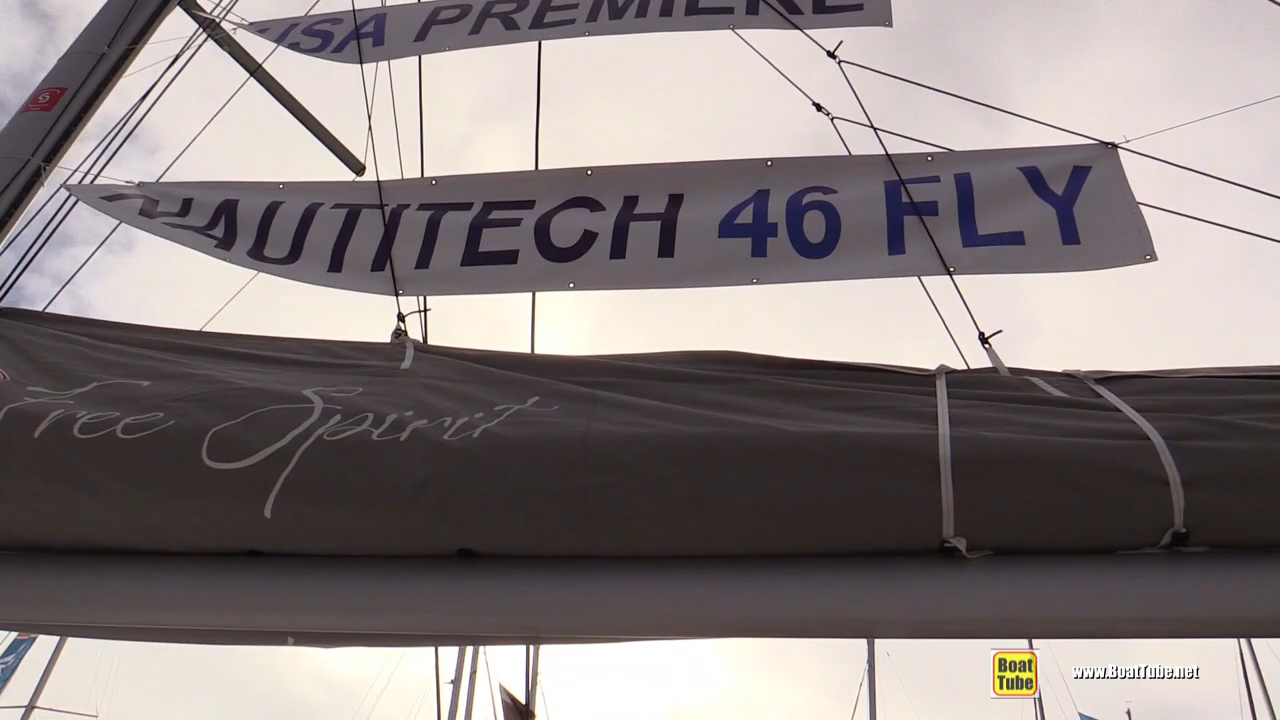 USA PREMIERE
NAUTITECH 46 FLY
Free Spirit
Boat
Tube
www.BoatTube.net